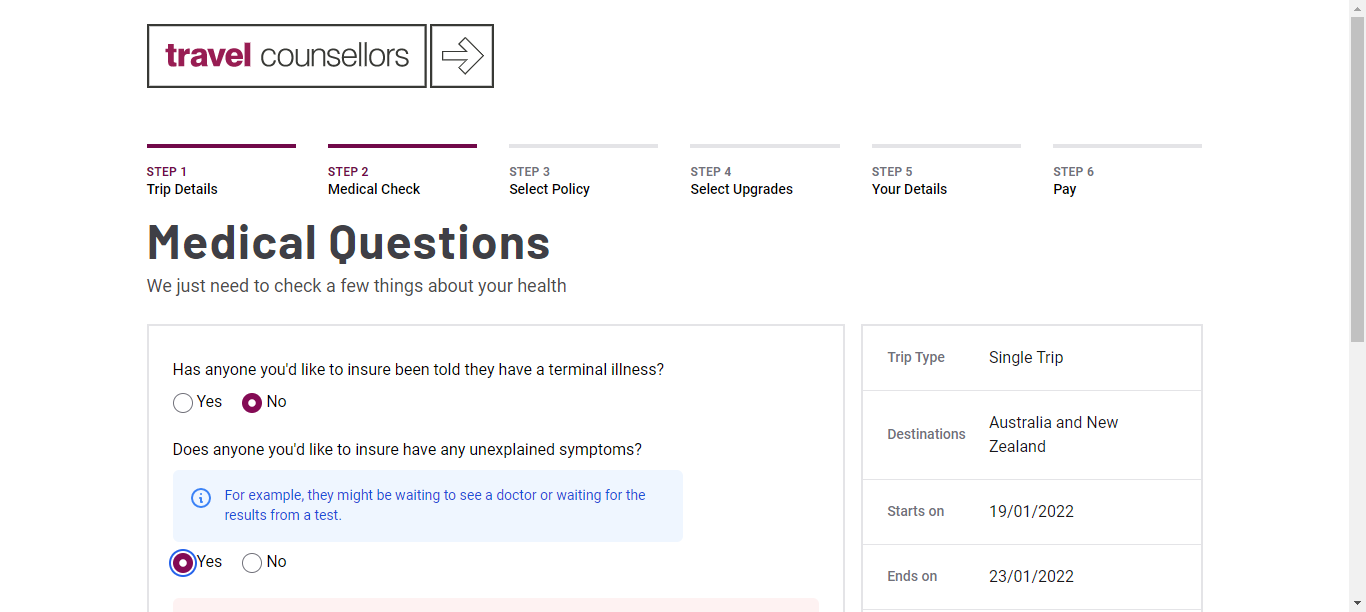 travel counsellors
STEP 1
Trip Details
STEP 2
Medical Check
STEP 3
Select Policy
STEP 4
Select Upgrades
STEP 5
Your Details
STEP 6
Pay
Medical Questions
We just need to check a few things about your health
Has anyone you'd like to insure been told they have a terminal illness?
Yes No
Does anyone you'd like to insure have any unexplained symptoms?
For example, they might be waiting to see a doctor or waiting for the
results from a test.
Yes No
Trip Type Single Trip
Destinations Australia and New
Zealand
Starts on 19/01/2022
Ends on 23/01/2022